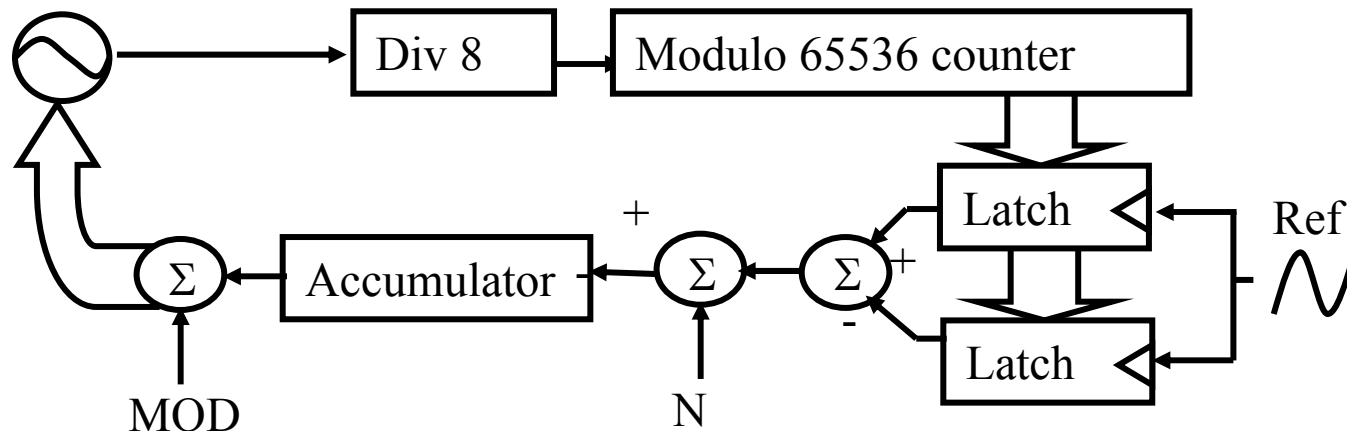 Div 8
Modulo 65536 counter
Latch
Ref
+
Σ
Accumulator
-
Σ
Σ
+
-
Latch
MOD
N